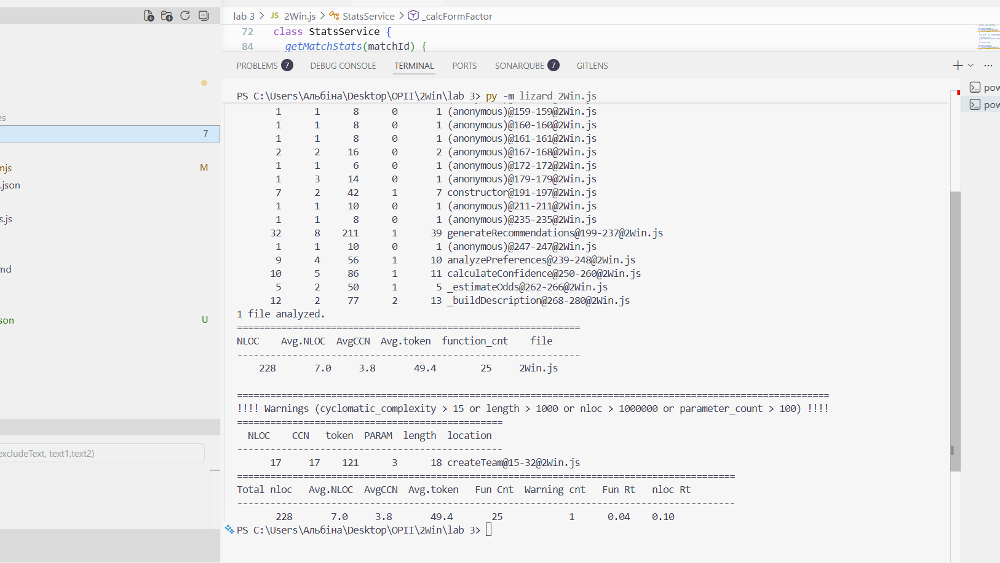 lab 3 > JS 2Win.js > StatsService > _calcFormFactor
72 class StatsService {
84 getMatchStats(matchId) {
PROBLEMS 7 DEBUG CONSOLE TERMINAL PORTS SONARQUBE 7 GITLENS
PS C:\Users\Альбіна\Desktop\ОРІІ\2Win\lab 3> py -m lizard 2Win.js
1 1 8 0 1 (anonymous)@159-159@2Win.js
1 1 8 0 1 (anonymous)@160-160@2Win.js
1 1 8 0 1 (anonymous)@161-161@2Win.js
2 2 16 0 2 (anonymous)@167-168@2Win.js
1 1 6 0 1 (anonymous)@172-172@2Win.js
1 3 14 0 1 (anonymous)@179-179@2Win.js
7 2 42 1 7 constructor@191-197@2Win.js
1 1 10 0 1 (anonymous)@211-211@2Win.js
1 1 8 0 1 (anonymous)@235-235@2Win.js
32 8 211 1 39 generateRecommendations@199-237@2Win.js
1 1 10 0 1 (anonymous)@247-247@2Win.js
9 4 56 1 10 analyzePreferences@239-248@2Win.js
10 5 86 1 11 calculateConfidence@250-260@2Win.js
5 2 50 1 5 _estimateOdds@262-266@2Win.js
12 2 77 2 13 _buildDescription@268-280@2Win.js
1 file analyzed.
==============================================================
NLOC Avg.NLOC AvgCCN Avg.token function_cnt file
--------------------------------------------------------------
228 7.0 3.8 49.4 25 2Win.js
===========================================================================================================
!!!! Warnings (cyclomatic_complexity > 15 or length > 1000 or nloc > 1000000 or parameter_count > 100) !!!!
================================================
NLOC CCN token PARAM length location
------------------------------------------------
17 17 121 3 18 createTeam@15-32@2Win.js
==========================================================================================
Total nloc Avg.NLOC AvgCCN Avg.token Fun Cnt Warning cnt Fun Rt nloc Rt
------------------------------------------------------------------------------------------
228 7.0 3.8 49.4 25 1 0.04 0.10
PS C:\Users\Альбіна\Desktop\ОРІІ\2Win\lab 3>
pow
pow
es
7
mjs M
.json
s.js
md
son U
excludeText, text1,text2)